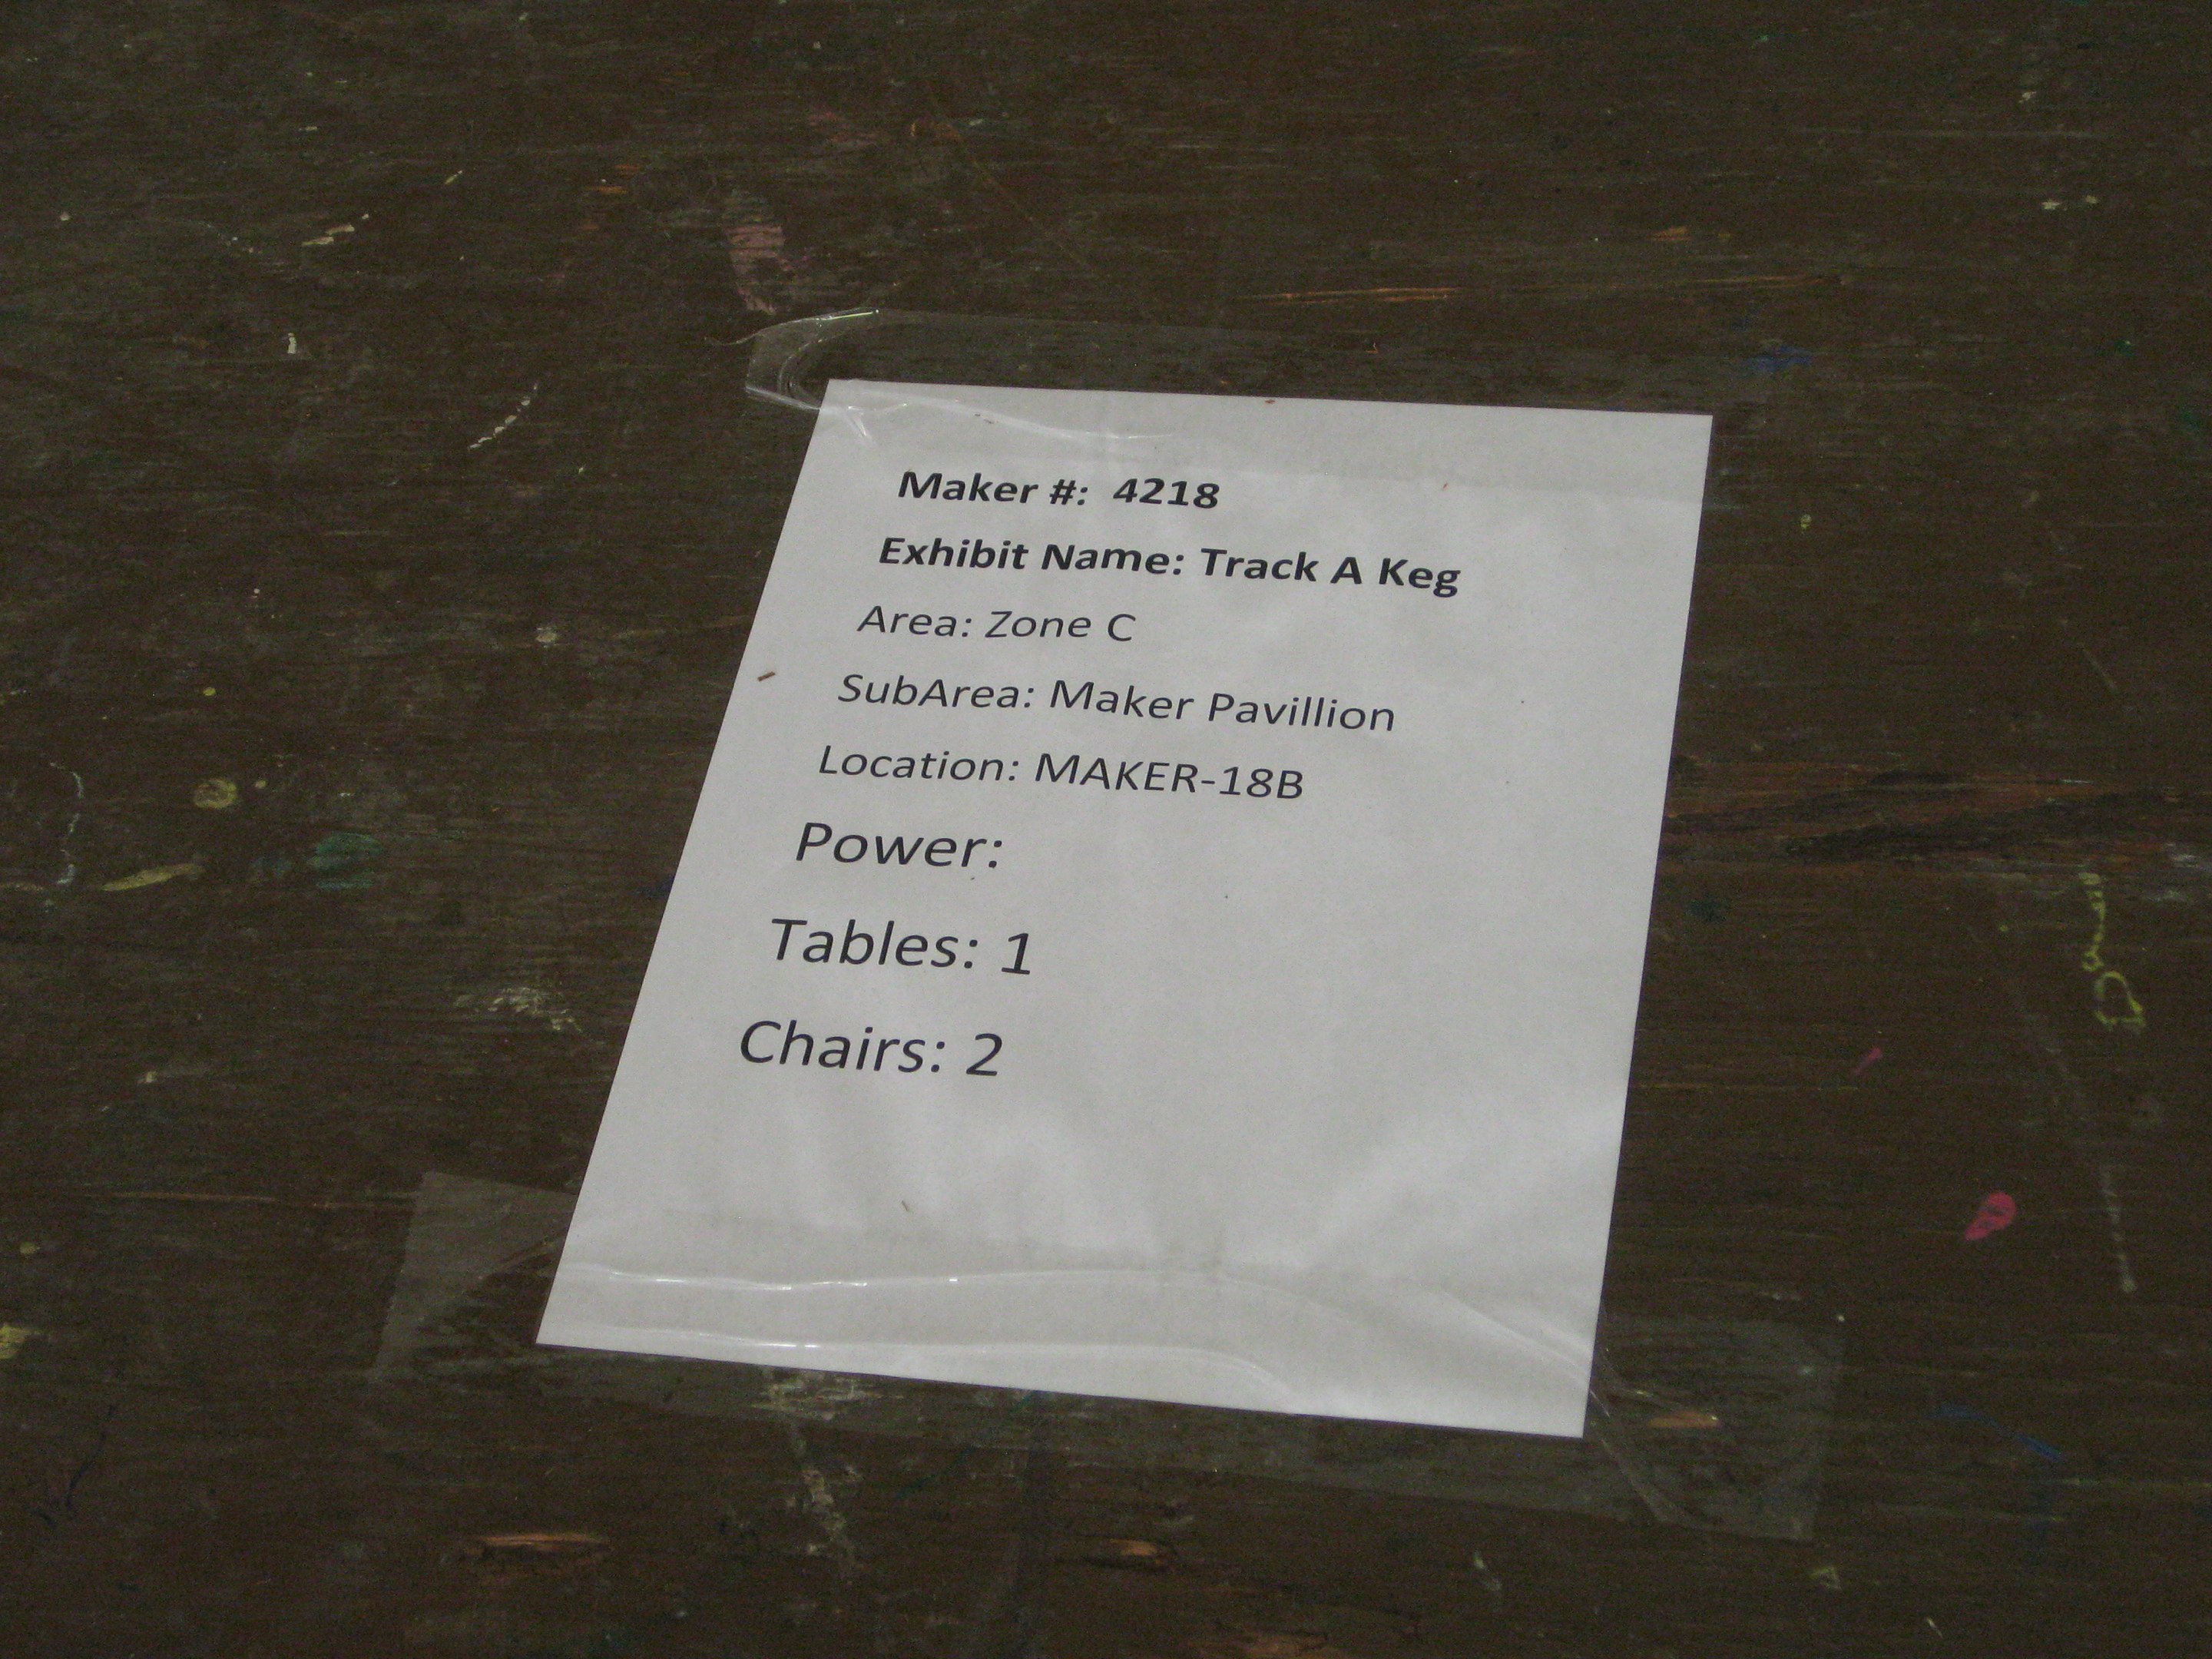 Maker #: 4218
Exhibit Name: Track A Keg
Area: Zone C
SubArea: Maker Pavillion
Location: MAKER-18B
Power:
Tables: 1
Chairs: 2